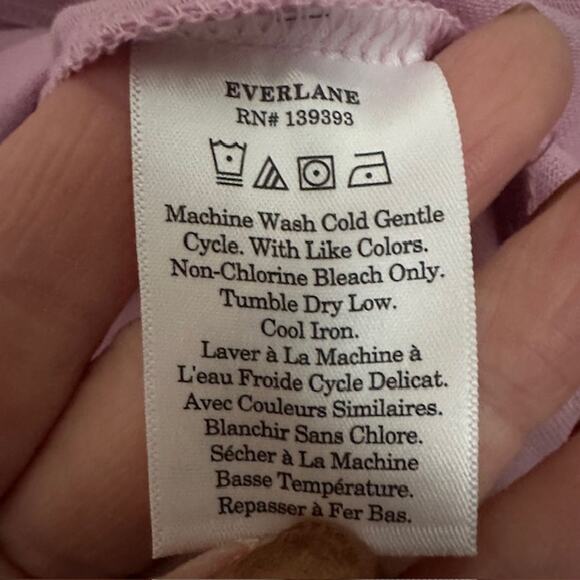 EVERLANE
RN# 139393
Machine Wash Cold Gentle
Cycle. With Like Colors.
Non-Chlorine Bleach Only.
Tumble Dry Low.
Cool Iron.
Laver à La Machine à
L'eau Froide Cycle Delicat.
Avec Couleurs Similaires.
Blanchir Sans Chlore.
Sécher à La Machine
Basse Température.
Repasser à Fer Bas.